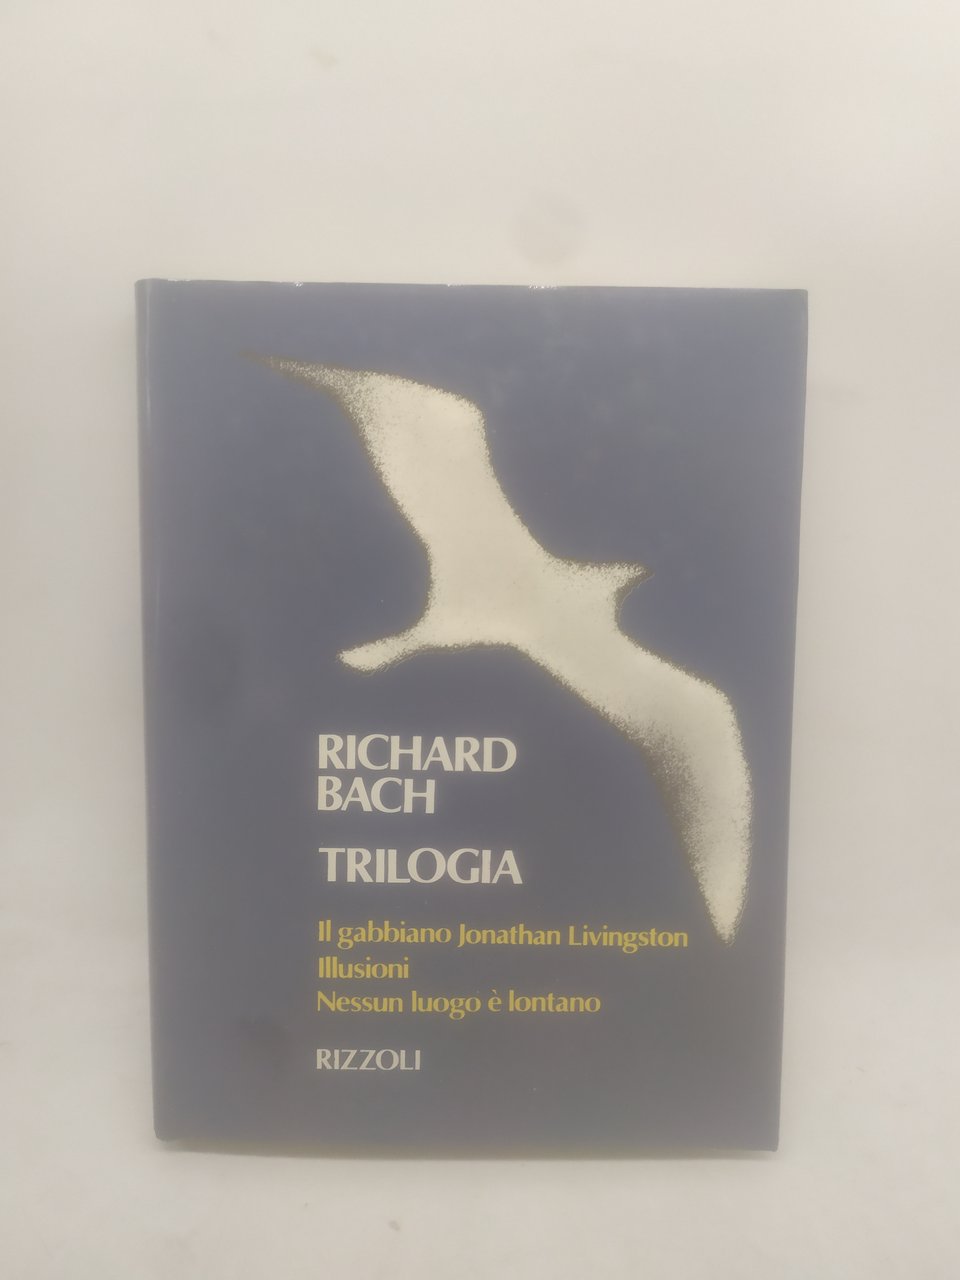 RICHARD
BACH
TRILOGIA
Il gabbiano Jonathan Livingston
Illusioni
Nessun luogo è lontano
RIZZOLI